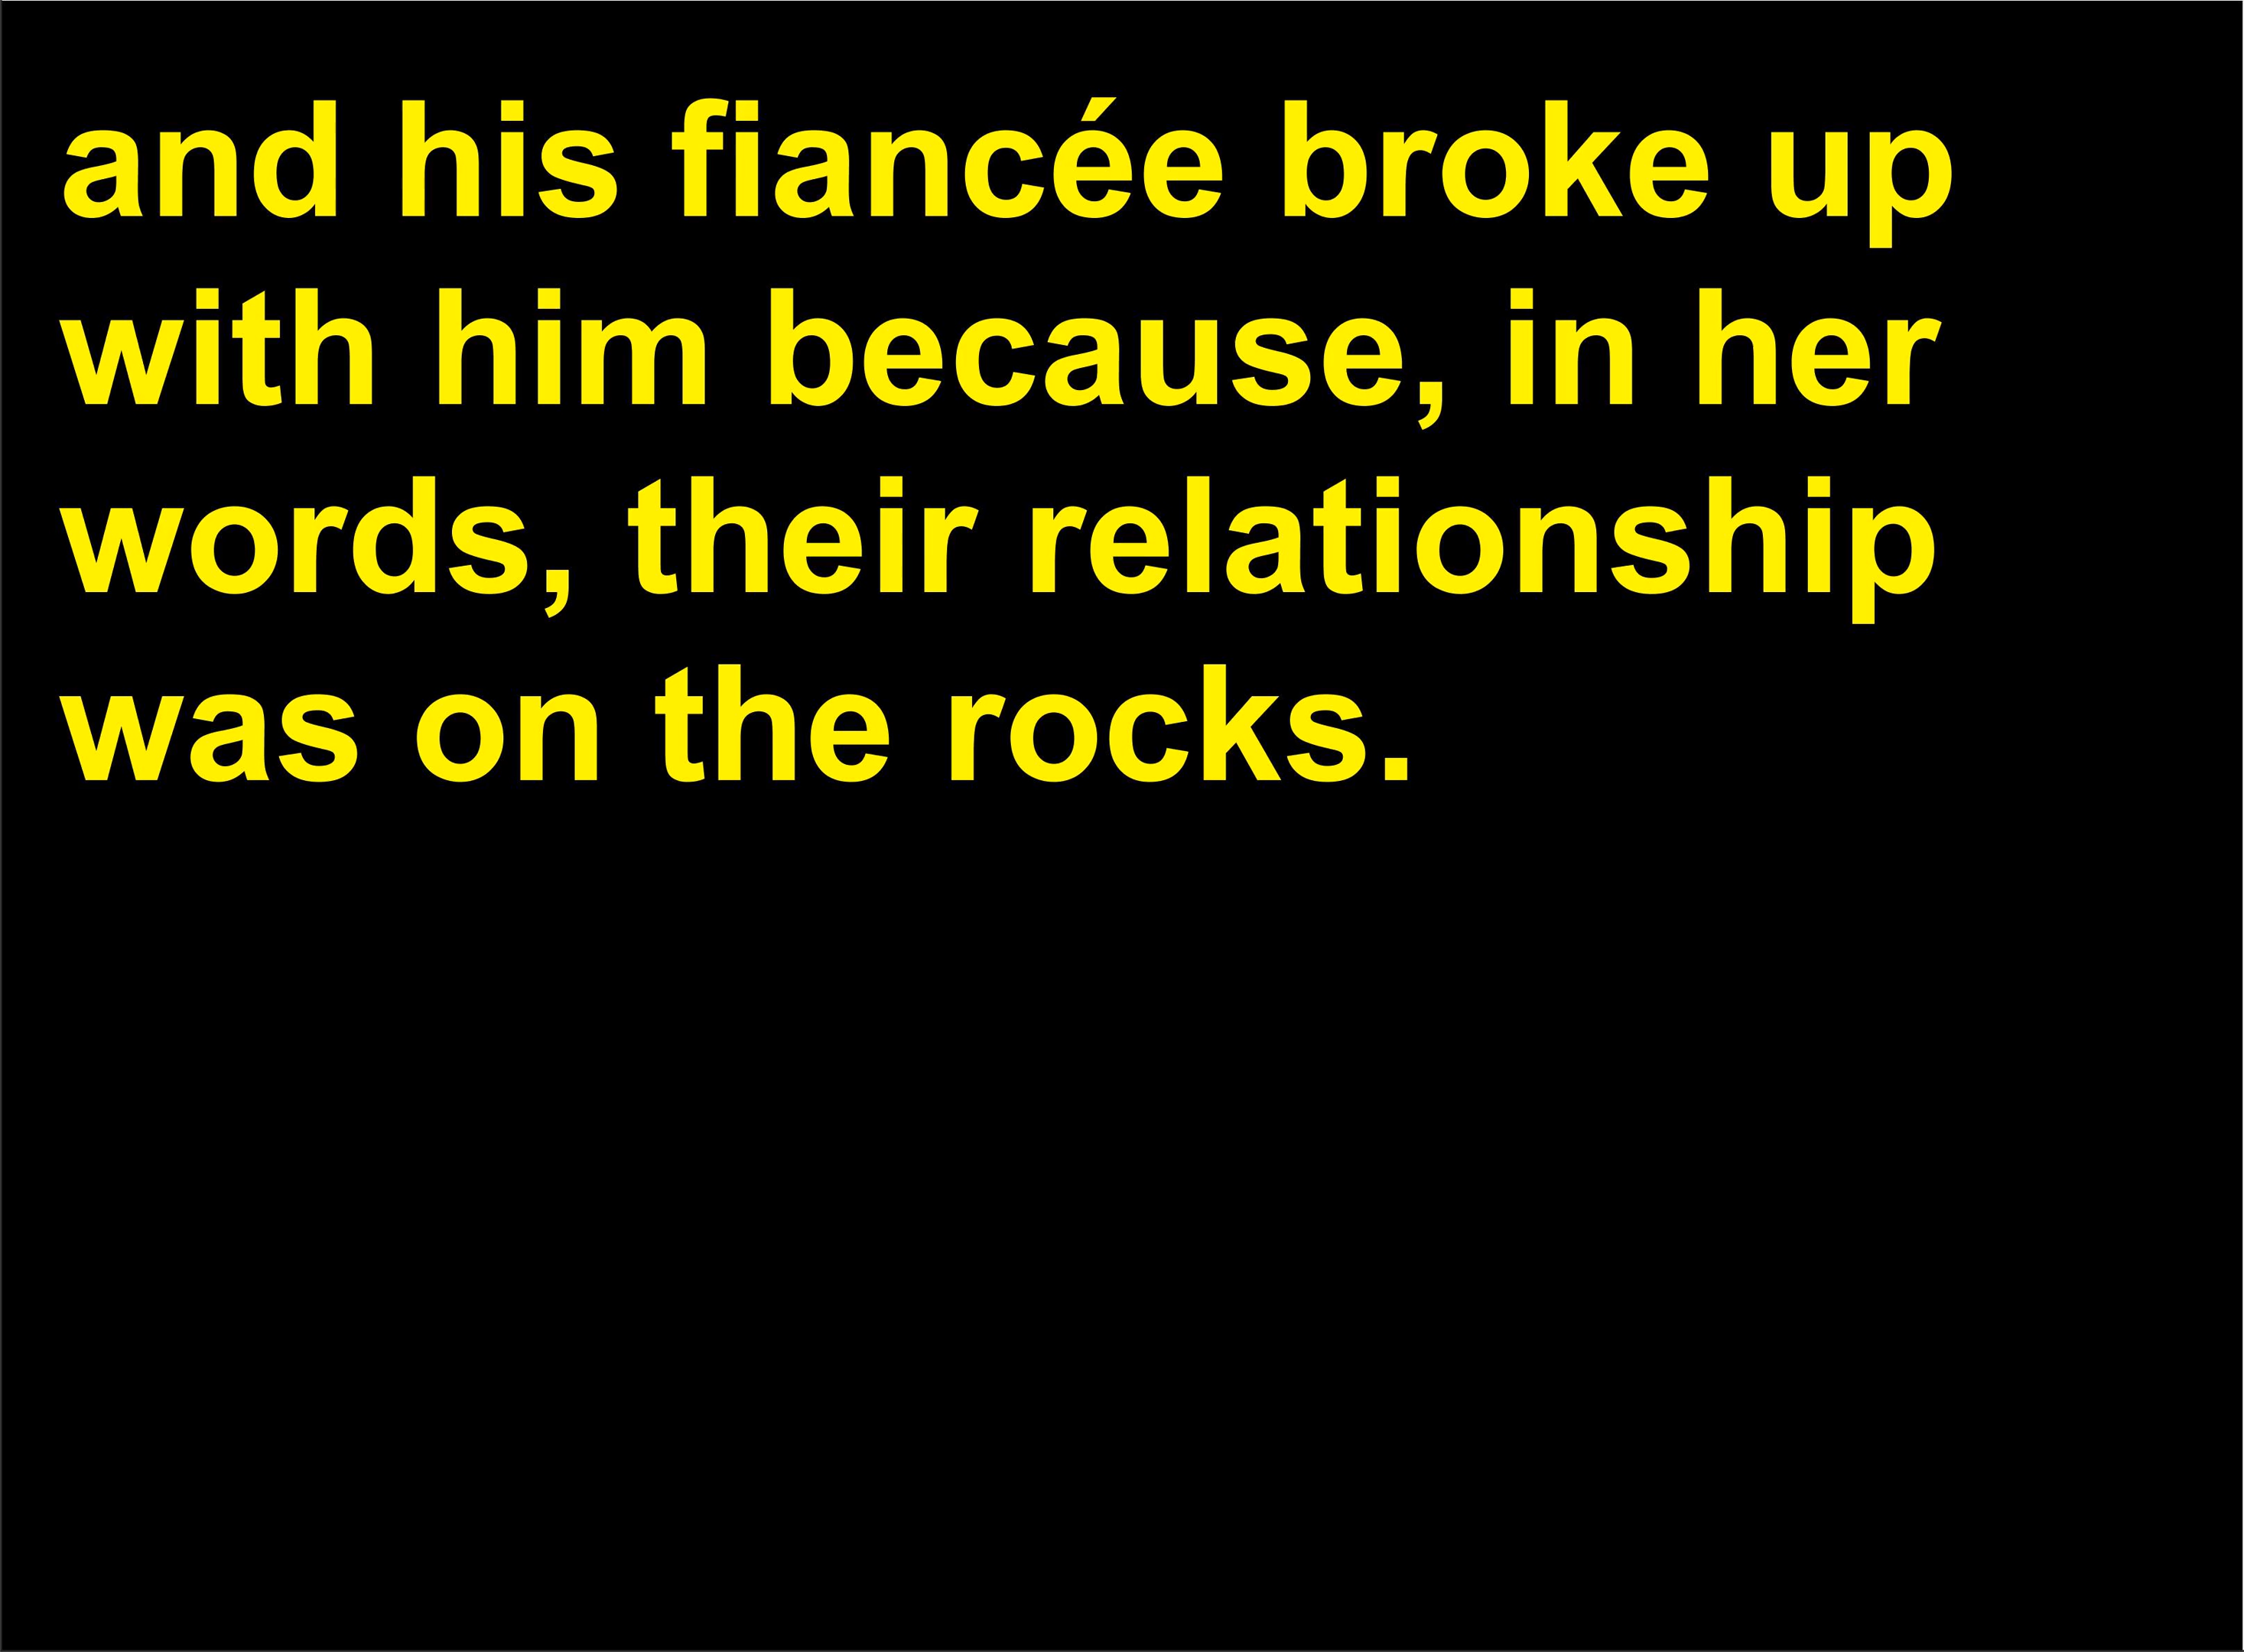 and his fiancée broke up
with him because, in her
words, their relationship
was on the rocks.